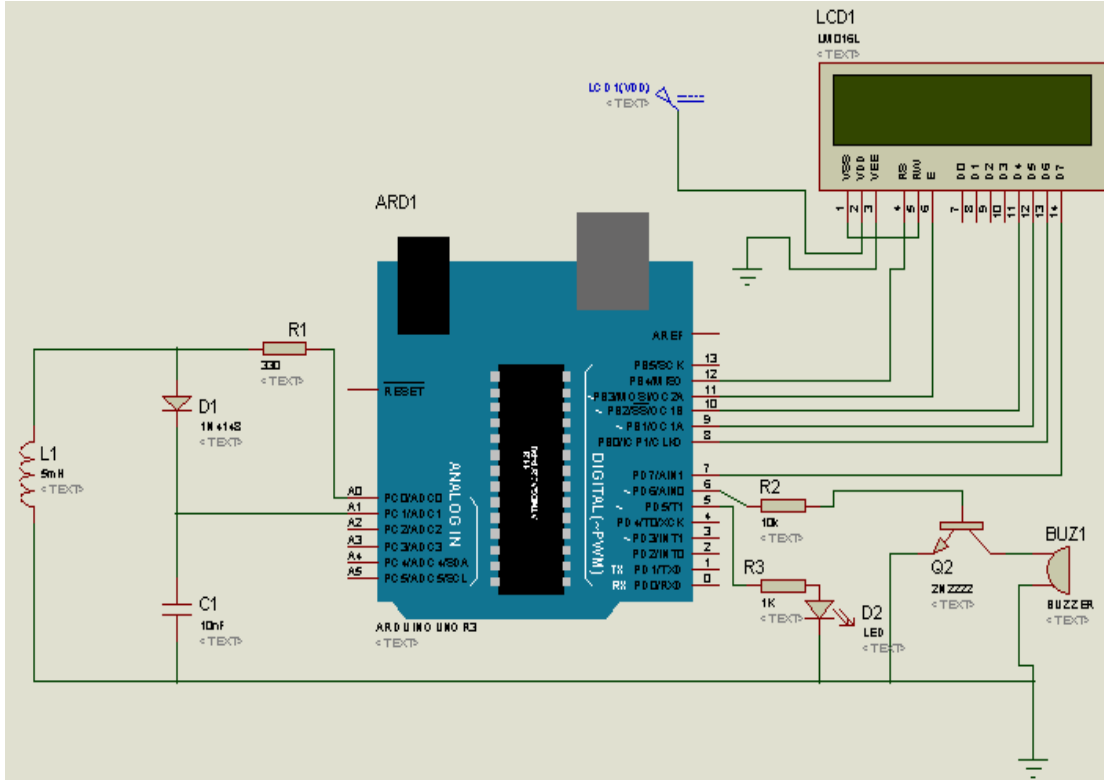 LCD1
LM016L
<TEXT>
LCD1(VDD)
<TEXT>
VSS
VDD
VEE
RS
RW
E
D0
D1
D2
D3
D4
D5
D6
D7
1
2
3
4
5
6
7
8
9
10
11
12
13
14
ARD1
AREF
PB5/SCK
13
PB4/MISO
12
~PB3/MOSI/OC2A
11
~ PB2/SS/OC1B
10
~ PB1/OC1A
9
PB0/ICP1/CLKO
8
PD7/AIN1
7
~ PD6/AIN0
6
~ PD5/T1
5
PD4/T0/XCK
4
~ PD3/INT1
3
PD2/INT0
2
TX PD1/TXD
1
RX PD0/RXD
0
DIGITAL (~PWM)
RESET
ANALOG IN
A0
PC0/ADC0
A1
PC1/ADC1
A2
PC2/ADC2
A3
PC3/ADC3
A4
PC4/ADC4/SDA
A5
PC5/ADC5/SCL
ARDUINO UNO R3
<TEXT>
R1
330
<TEXT>
D1
1N4148
<TEXT>
L1
5mH
<TEXT>
C1
10nF
<TEXT>
R2
10k
<TEXT>
R3
1K
<TEXT>
D2
LED
<TEXT>
Q2
2N2222
<TEXT>
BUZ1
BUZZER
<TEXT>